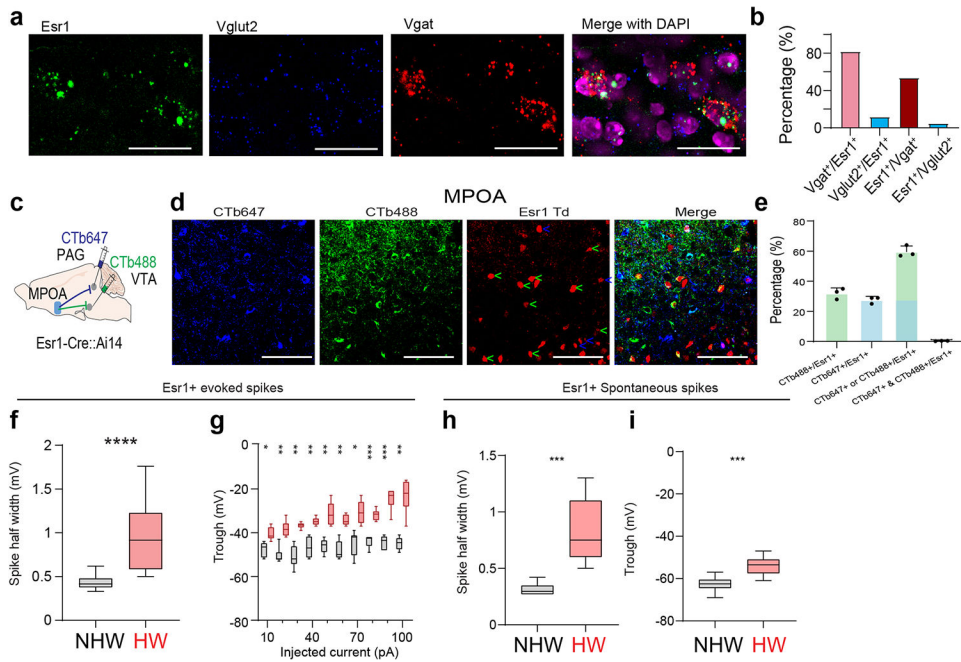 a
Esr1
Vglut2
Vgat
Merge with DAPI
b
Percentage (%)
80
40
0
Vgat+/Esr1+
Vglut2+/Esr1+
Esr1+/Vgat+
Esr1+/Vglut2+
c
CTb647
PAG
CTb488
VTA
MPOA
Esr1-Cre::Ai14
d
MPOA
CTb647
CTb488
Esr1 Td
Merge
e
Percentage (%)
80
60
40
20
0
CTb488+/Esr1+
CTb647+/Esr1+
CTb647+ or CTb488+/Esr1+
CTb647+ & CTb488+/Esr1+
Esr1+ evoked spikes
Esr1+ Spontaneous spikes
f
Spike half width (mV)
2
1.5
1
0.5
0
****
NHW
HW
g
Trough (mV)
0
-20
-40
-60
-80
* ** ** ** ** ** * *** *** **
10 40 70 100
Injected current (pA)
h
Spike half width (mV)
1.5
1.0
0.5
0
***
NHW
HW
i
Trough (mV)
0
-20
-40
-60
-80
***
NHW
HW